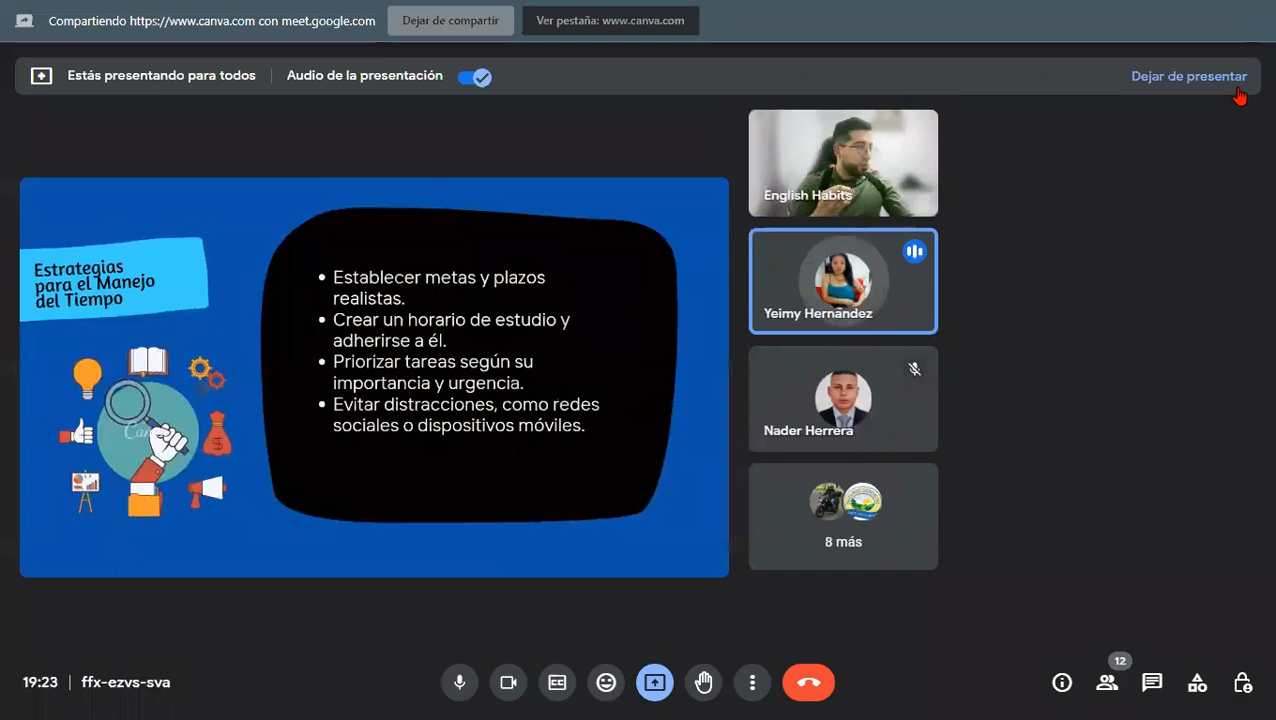 Compartiendo https://www.canva.com con meet.google.com
Dejar de compartir
Ver pestaña: www.canva.com
Estás presentando para todos
Audio de la presentación
Dejar de presentar
Estrategias
para el Manejo
del Tiempo
• Establecer metas y plazos
realistas.
• Crear un horario de estudio y
adherirse a él.
• Priorizar tareas según su
importancia y urgencia.
• Evitar distracciones, como redes
sociales o dispositivos móviles.
English Habits
Yeimy Hernández
Nader Herrera
8 más
19:23
ffx-ezvs-sva
12